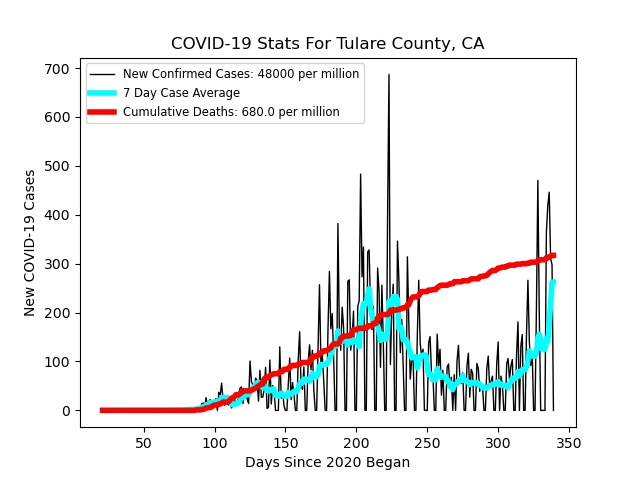 COVID-19 Stats For Tulare County, CA
New Confirmed Cases: 48000 per million
7 Day Case Average
Cumulative Deaths: 680.0 per million
700
600
500
400
300
200
100
0
New COVID-19 Cases
50 100 150 200 250 300 350
Days Since 2020 Began